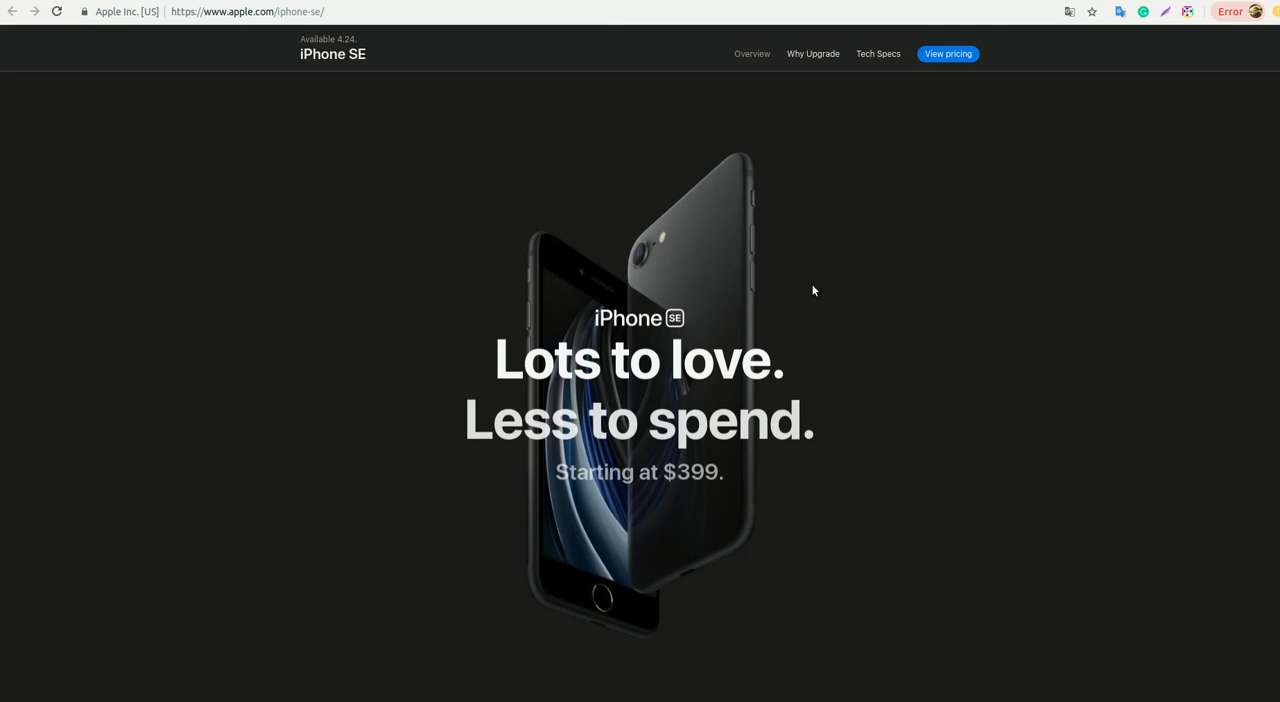 Apple Inc. [US] https://www.apple.com/iphone-se/ Error
Available 4.24.
iPhone SE
Overview Why Upgrade Tech Specs View pricing
iPhone SE
Lots to love.
Less to spend.
Starting at $399.